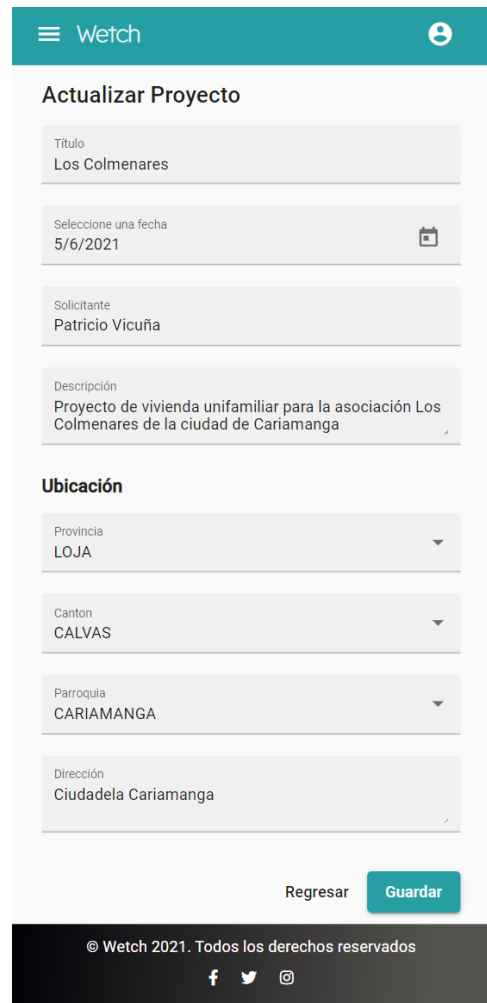 Wetch
Actualizar Proyecto
Título
Los Colmenares
Seleccione una fecha
5/6/2021
Solicitante
Patricio Vicuña
Descripción
Proyecto de vivienda unifamiliar para la asociación Los
Colmenares de la ciudad de Cariamanga
Ubicación
Provincia
LOJA
Canton
CALVAS
Parroquia
CARIAMANGA
Dirección
Ciudadela Cariamanga
Regresar Guardar
© Wetch 2021. Todos los derechos reservados